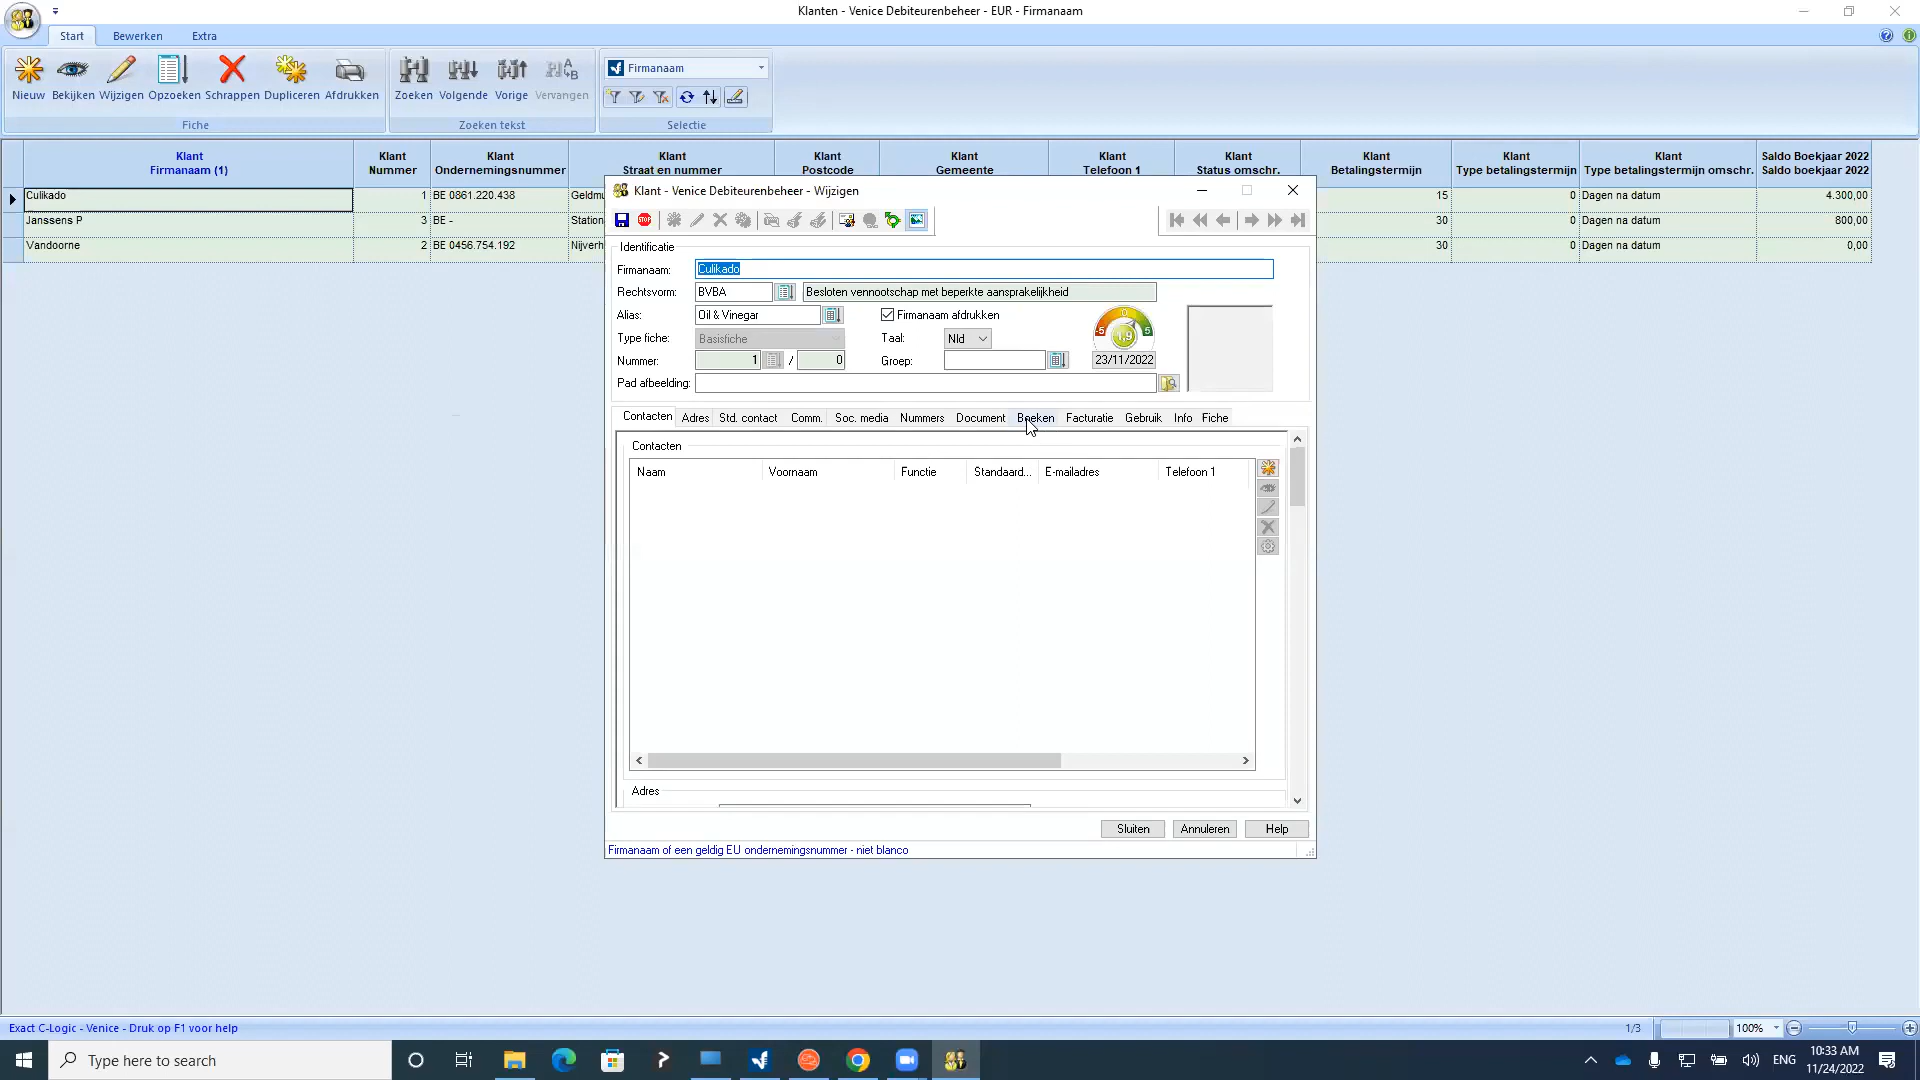 Klanten - Venice Debiteurenbeheer - EUR - Firmanaam
Start Bewerken Extra
Nieuw Bekijken Wijzigen Opzoeken Schrappen Dupliceren Afdrukken Zoeken Volgende Vorige Vervangen Firmanaam
Fiche Zoeken tekst Selectie
Klant Klant Klant Klant Klant Klant Klant Klant Klant Klant Klant Saldo Boekjaar 2022
Firmanaam (1) Nummer Ondernemingsnummer Straat en nummer Postcode Gemeente Telefoon 1 Status omschr. Betalingstermijn Type betalingstermijn Type betalingstermijn omschr. Saldo boekjaar 2022
Culikado 1 BE 0861.220.438 Geldmu 15 0 Dagen na datum 4.300,00
Janssens P 3 BE - Station 30 0 Dagen na datum 800,00
Vandoorne 2 BE 0456.754.192 Nijverh 30 0 Dagen na datum 0,00
Klant - Venice Debiteurenbeheer - Wijzigen
STOP
Identificatie
Firmanaam: Culikado
Rechtsvorm: BVBA Besloten vennootschap met beperkte aansprakelijkheid
Alias: Oil & Vinegar Firmanaam afdrukken
Type fiche: Basisfiche Taal: Nld
-5 0 5 1,9
Nummer: 1 / 0 Groep: 23/11/2022
Pad afbeelding:
Contacten Adres Std. contact Comm. Soc. media Nummers Document Boeken Facturatie Gebruik Info Fiche
Contacten
Naam Voornaam Functie Standaard... E-mailadres Telefoon 1
Adres
Sluiten Annuleren Help
Firmanaam of een geldig EU ondernemingsnummer - niet blanco
Exact C-Logic - Venice - Druk op F1 voor help 1/3 100%
Type here to search ENG 10:33 AM
11/24/2022